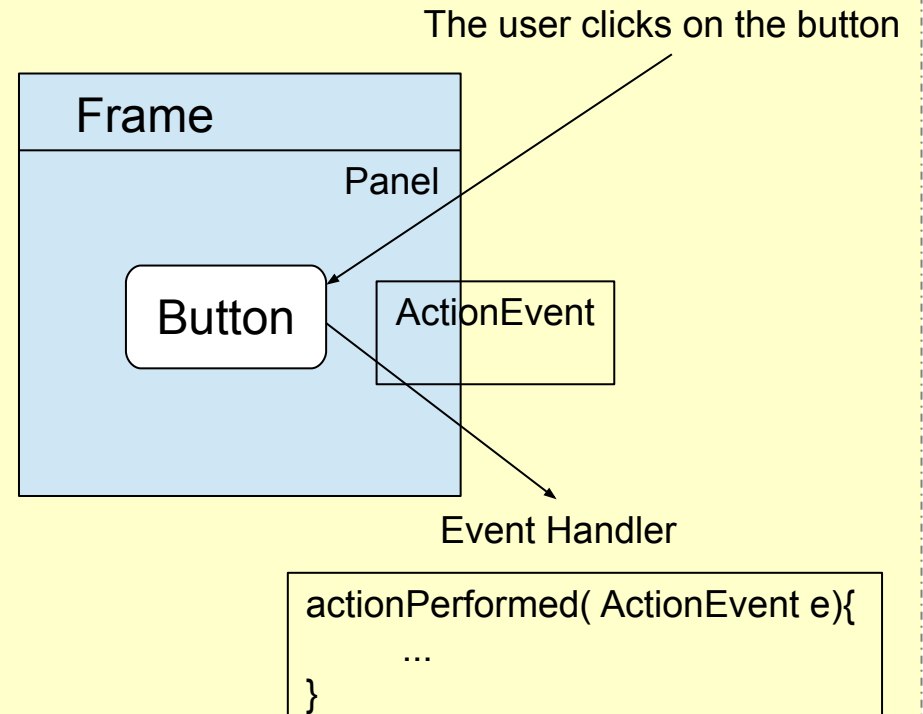 The user clicks on the button
Frame
Panel
Button
ActionEvent
Event Handler
actionPerformed( ActionEvent e){
...
}